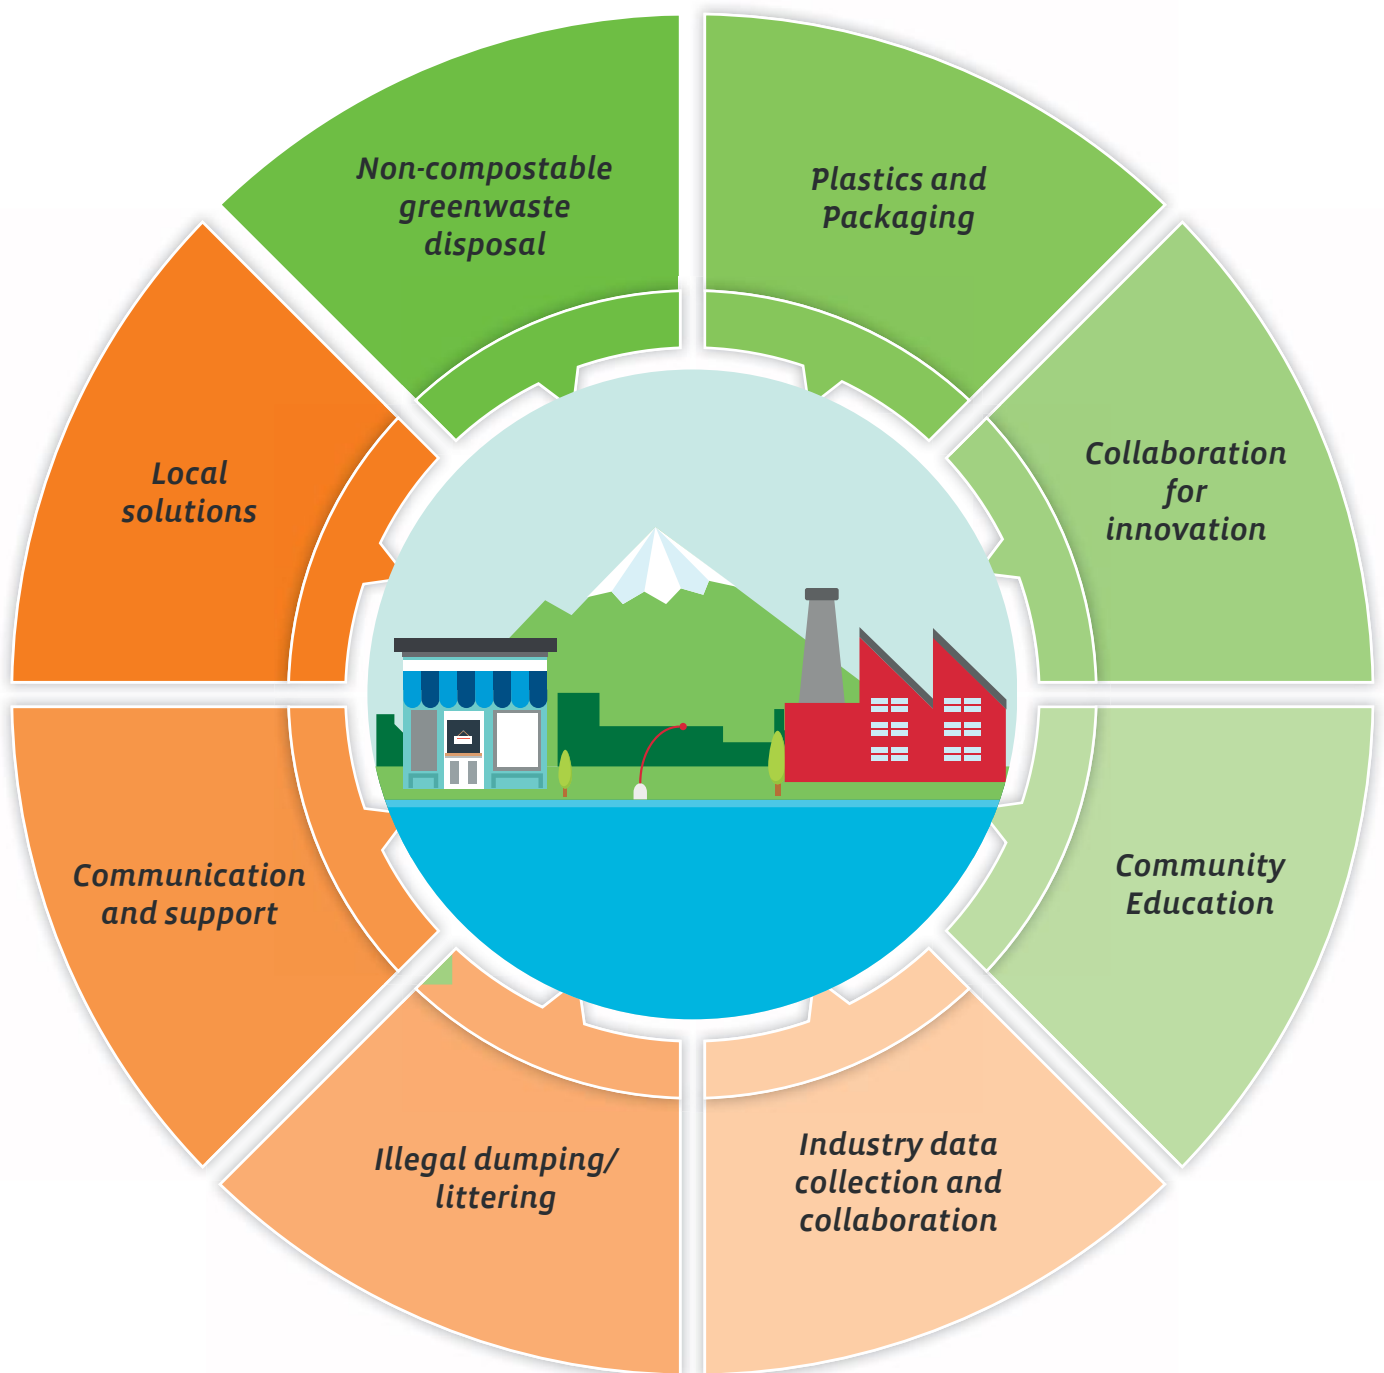 Non-compostable
greenwaste
disposal
Plastics and
Packaging
Collaboration
for
innovation
Community
Education
Industry data
collection and
collaboration
Illegal dumping/
littering
Communication
and support
Local
solutions